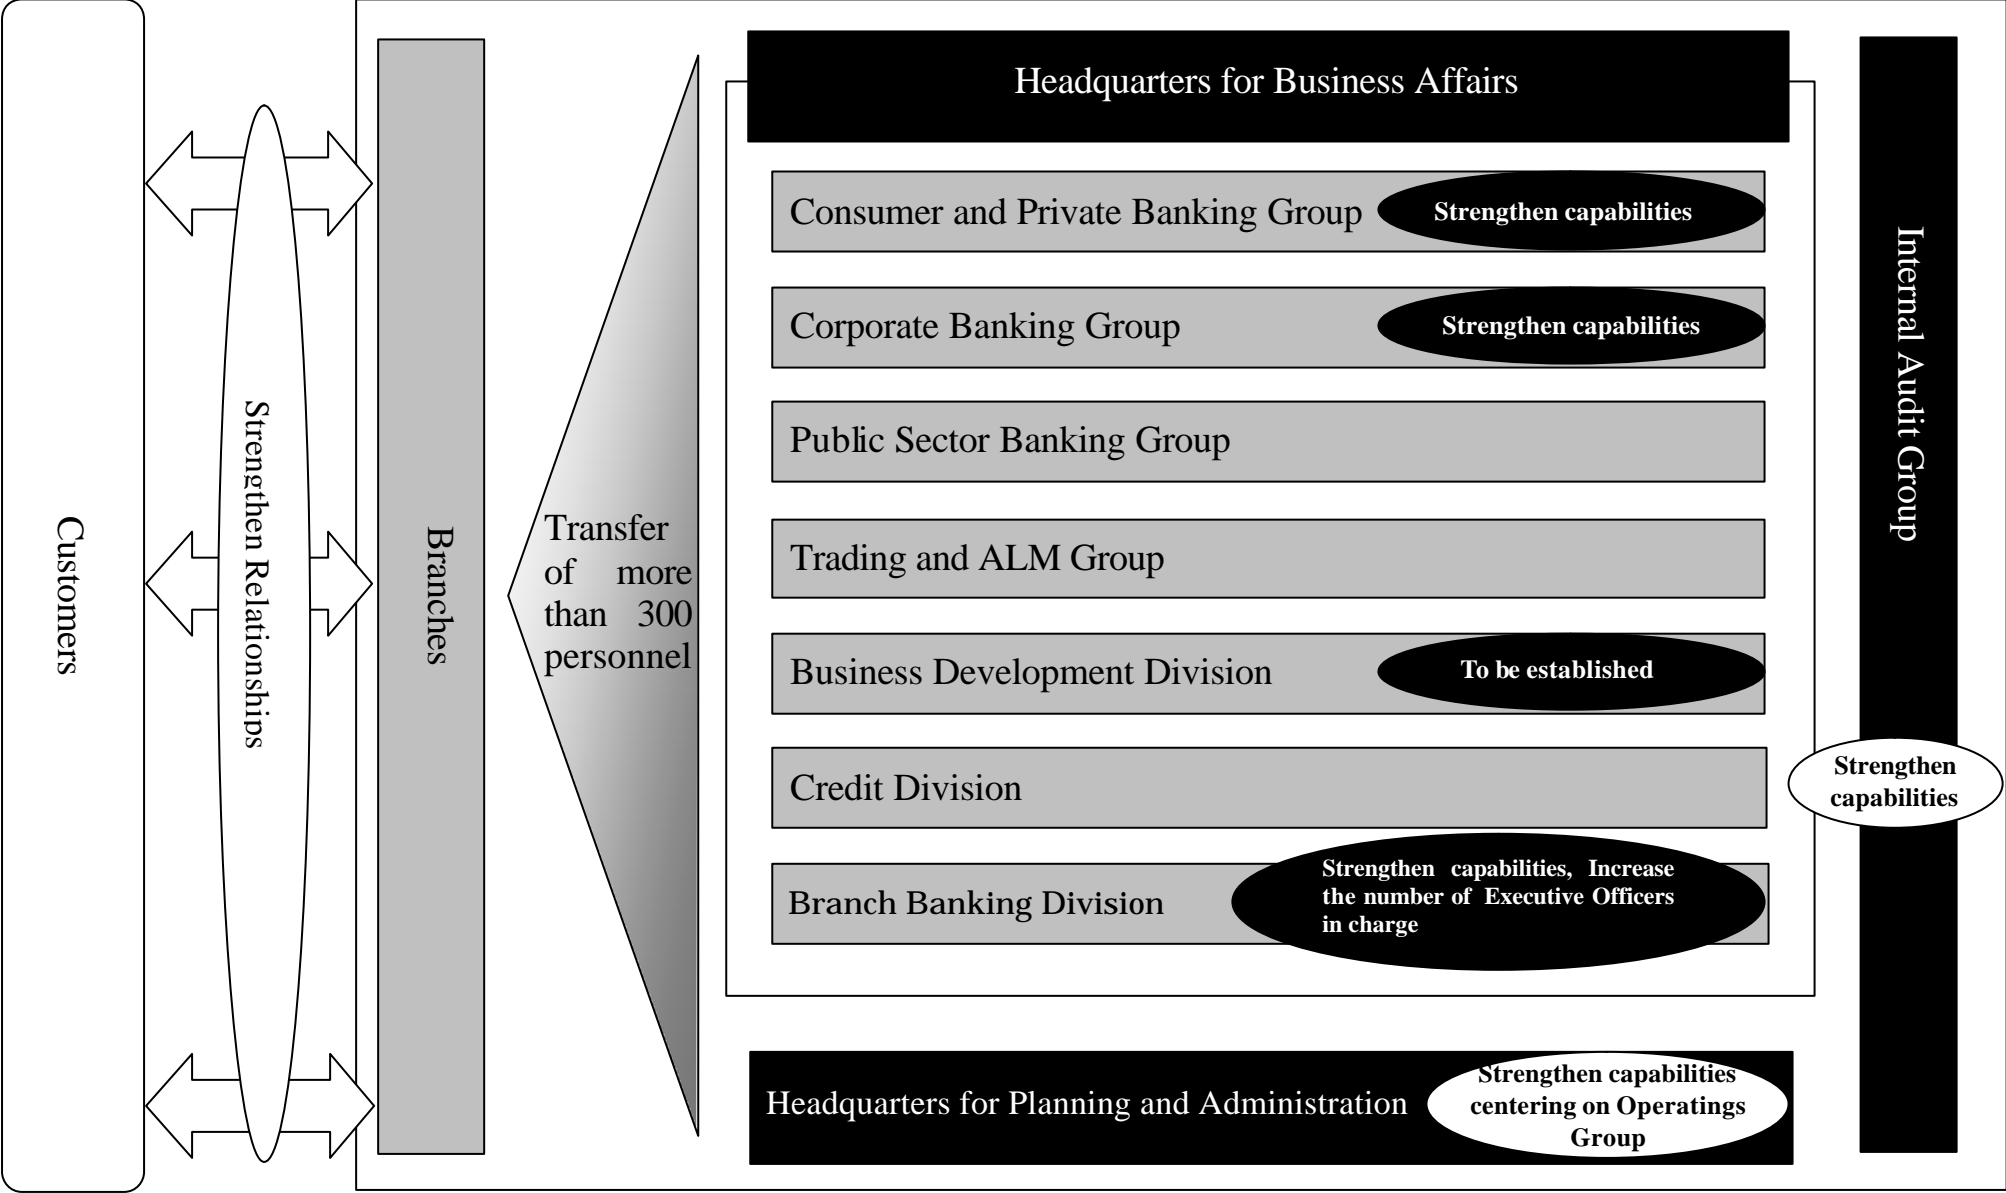 Customers
Strengthen Relationships
Branches
Transfer
of more
than 300
personnel
Headquarters for Business Affairs
Consumer and Private Banking Group
Strengthen capabilities
Corporate Banking Group
Strengthen capabilities
Public Sector Banking Group
Trading and ALM Group
Business Development Division
To be established
Credit Division
Branch Banking Division
Strengthen capabilities, Increase
the number of Executive Officers
in charge
Headquarters for Planning and Administration
Strengthen capabilities
centering on Operatings
Group
Internal Audit Group
Strengthen
capabilities